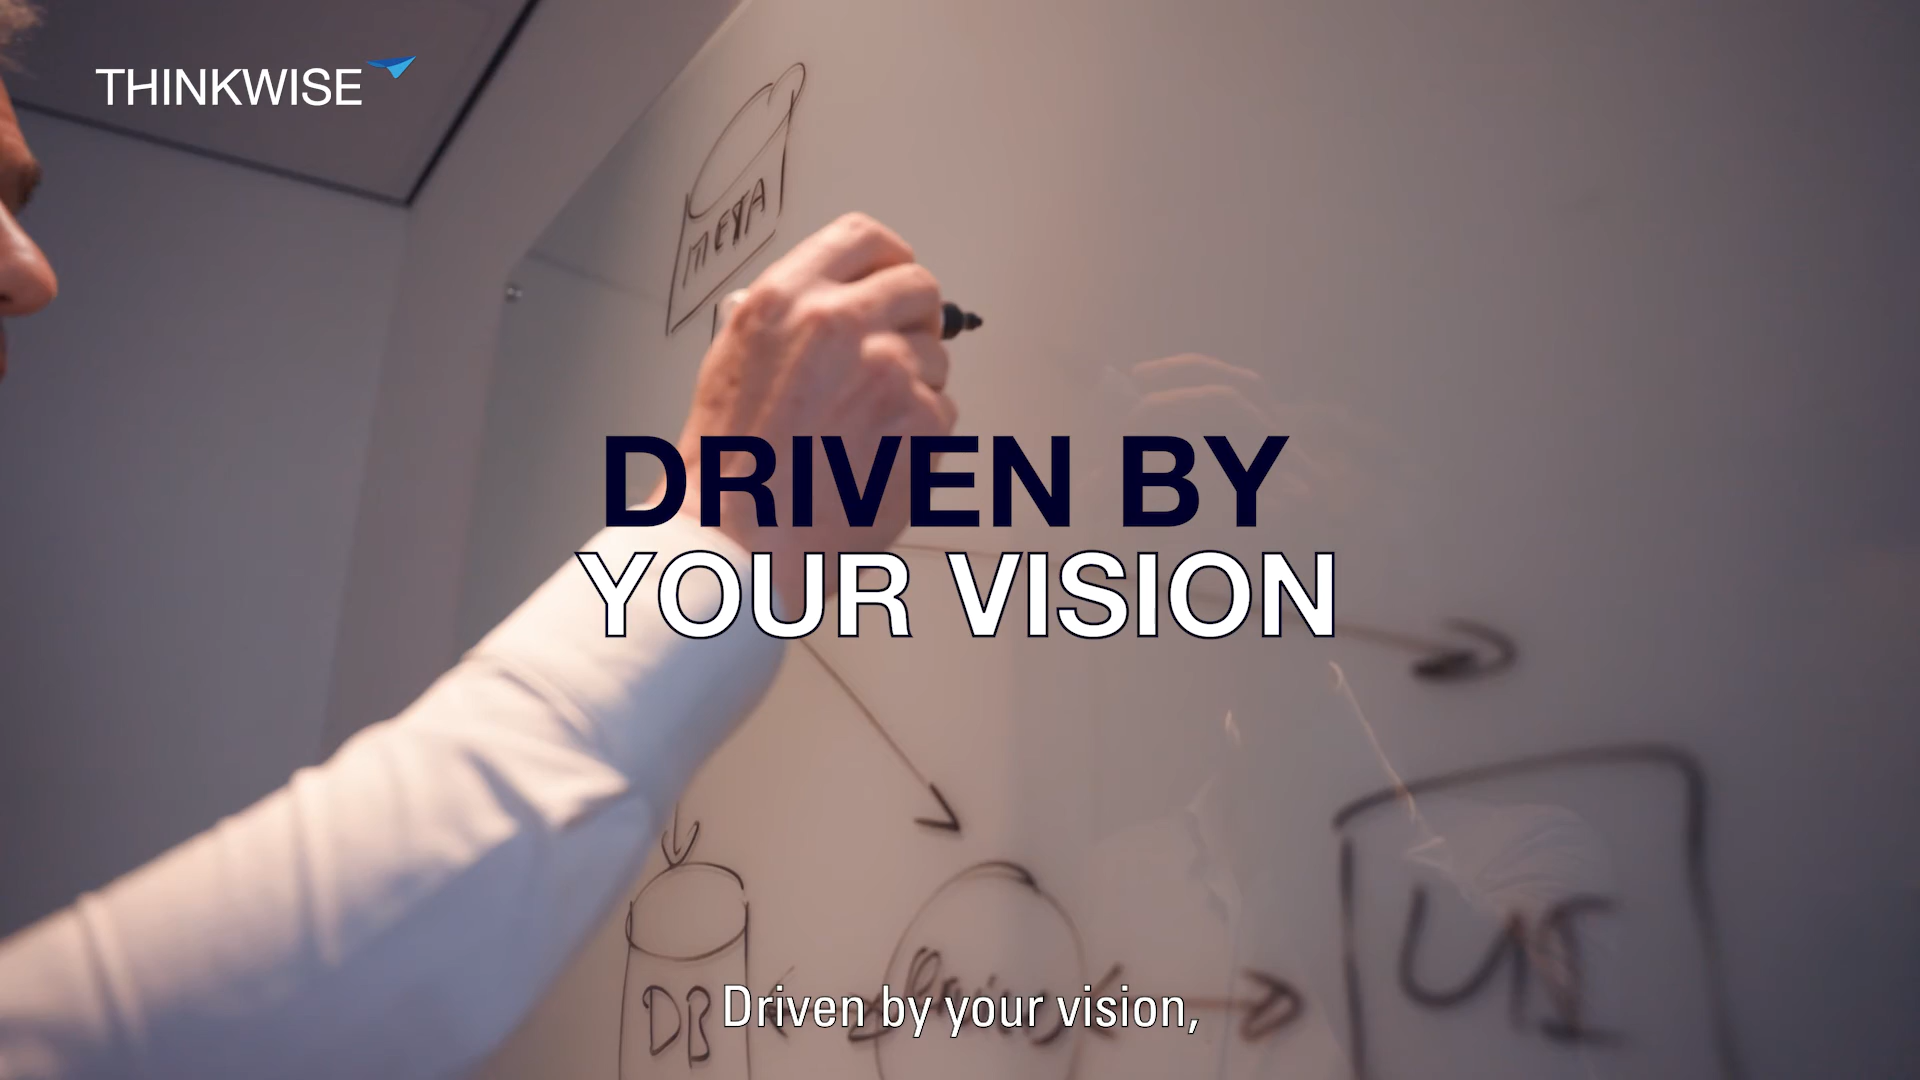 THINKWISE
META
DRIVEN BY
YOUR VISION
UI
DB
Driven by your vision,